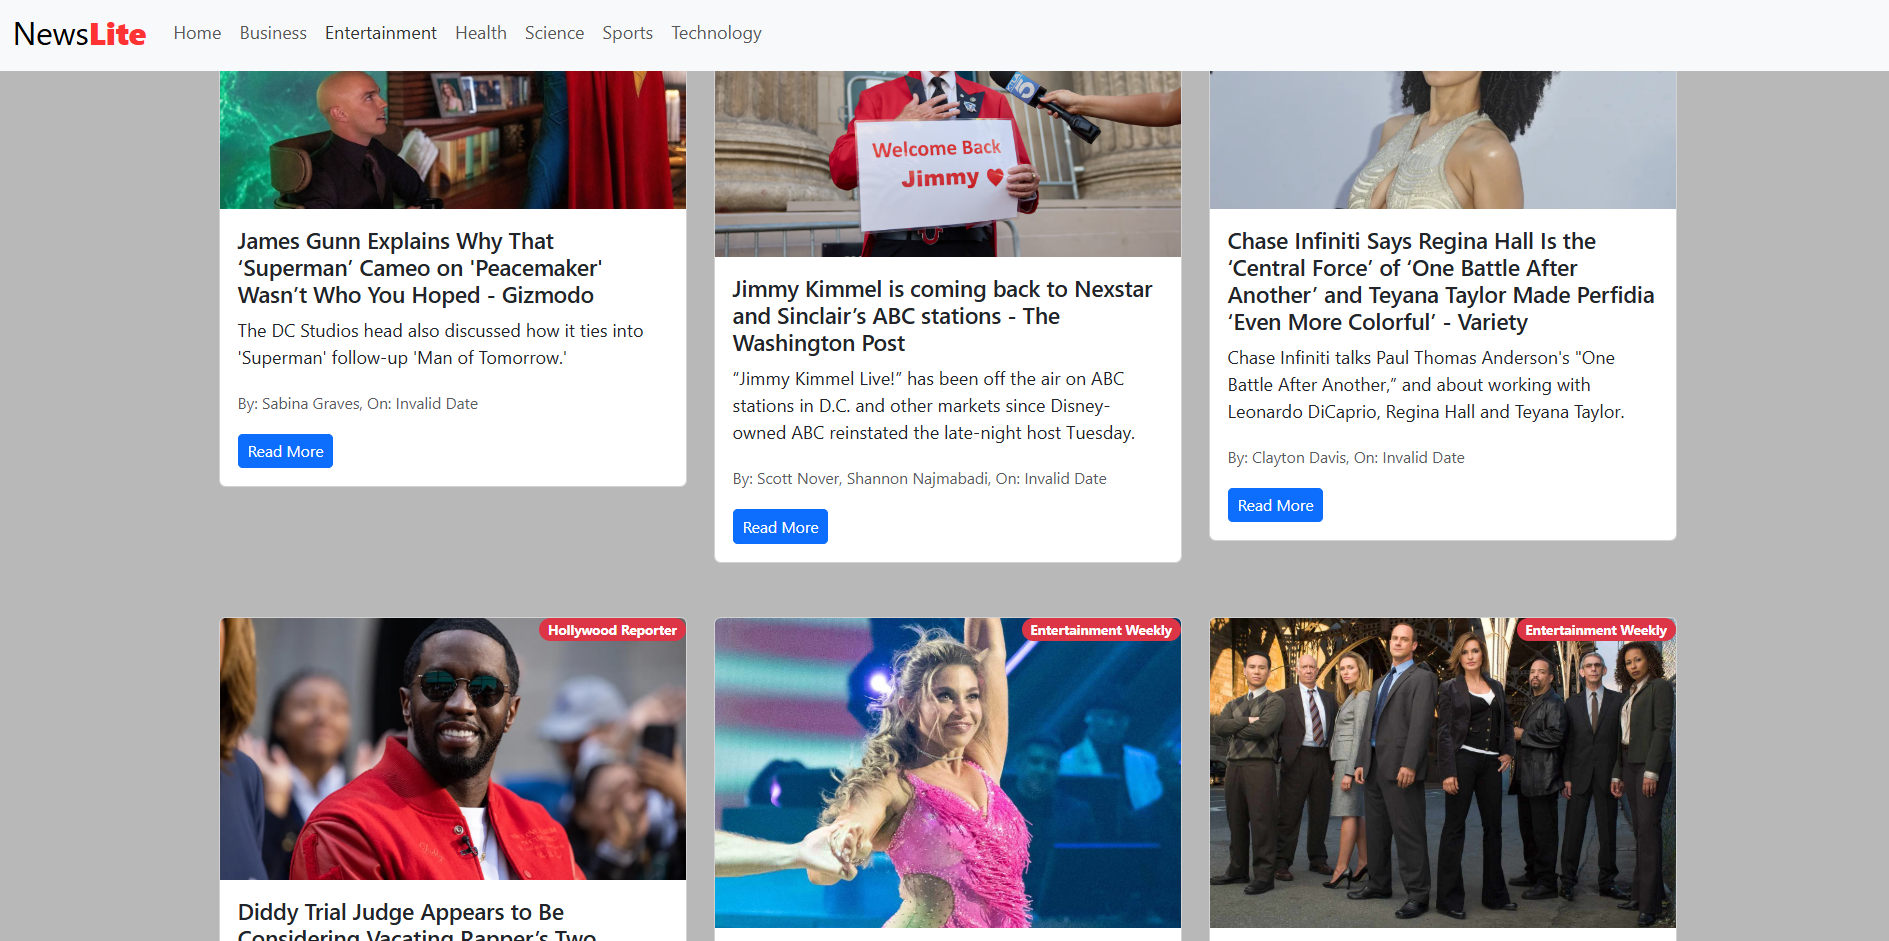 NewsLite Home Business Entertainment Health Science Sports Technology
Welcome Back
Jimmy
James Gunn Explains Why That
‘Superman’ Cameo on 'Peacemaker'
Wasn’t Who You Hoped - Gizmodo
The DC Studios head also discussed how it ties into
'Superman' follow-up 'Man of Tomorrow.'
By: Sabina Graves, On: Invalid Date
Read More
Jimmy Kimmel is coming back to Nexstar
and Sinclair’s ABC stations - The
Washington Post
“Jimmy Kimmel Live!” has been off the air on ABC
stations in D.C. and other markets since Disney-
owned ABC reinstated the late-night host Tuesday.
By: Scott Nover, Shannon Najmabadi, On: Invalid Date
Read More
Chase Infiniti Says Regina Hall Is the
‘Central Force’ of ‘One Battle After
Another’ and Teyana Taylor Made Perfidia
‘Even More Colorful’ - Variety
Chase Infiniti talks Paul Thomas Anderson's "One
Battle After Another,” and about working with
Leonardo DiCaprio, Regina Hall and Teyana Taylor.
By: Clayton Davis, On: Invalid Date
Read More
Hollywood Reporter
Diddy Trial Judge Appears to Be
Considering Vacating Rapper’s Two
Entertainment Weekly
Entertainment Weekly